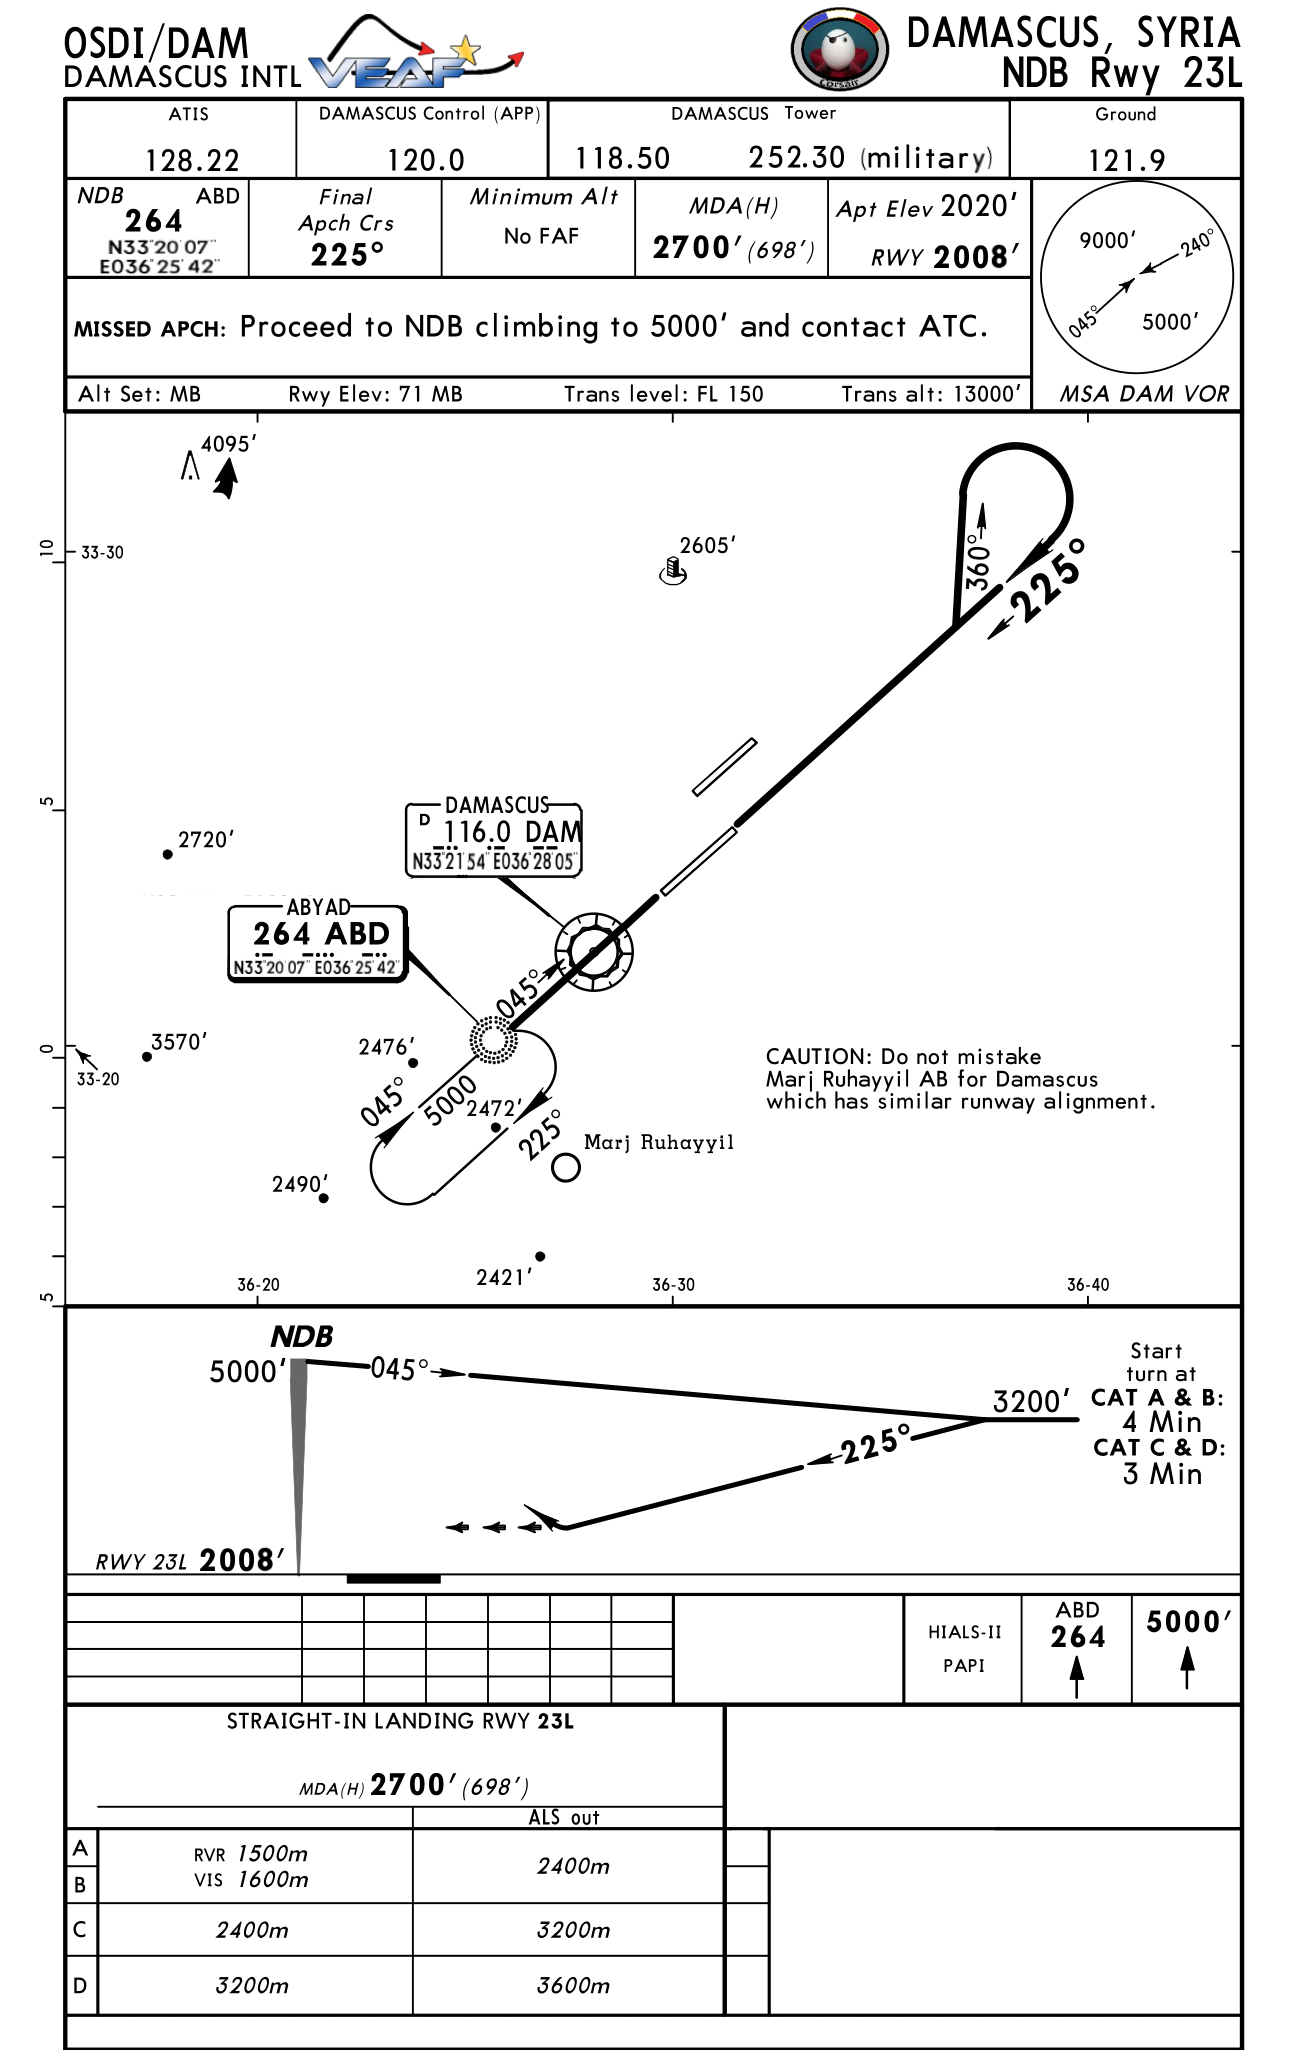 OSDI/DAM
DAMASCUS INTL
VEAF
Corsair
DAMASCUS, SYRIA
NDB Rwy 23L
ATIS
128.22
DAMASCUS Control (APP)
120.0
DAMASCUS Tower
118.50 252.30 (military)
Ground
121.9
NDB ABD
264
N33°20'07"
E036°25'42"
Final
Apch Crs
225°
Minimum Alt
No FAF
MDA(H)
2700' (698')
Apt Elev 2020'
RWY 2008'
9000'
240°
045°
5000'
MSA DAM VOR
MISSED APCH: Proceed to NDB climbing to 5000' and contact ATC.
Alt Set: MB Rwy Elev: 71 MB Trans level: FL 150 Trans alt: 13000'
4095'
10
33-30
2605'
360°
225°
5
DAMASCUS
D 116.0 DAM
N33°21'54" E036°28'05"
2720'
ABYAD
264 ABD
N33°20'07" E036°25'42"
045°
0
3570'
33-20
2476'
045°
5000
2472'
225°
Marj Ruhayyil
CAUTION: Do not mistake
Marj Ruhayyil AB for Damascus
which has similar runway alignment.
2490'
2421'
5
36-20
36-30
36-40
NDB
5000'
045°
3200'
225°
Start
turn at
CAT A & B:
4 Min
CAT C & D:
3 Min
RWY 23L 2008'
HIALS-II
PAPI
ABD
264
5000'
STRAIGHT-IN LANDING RWY 23L
MDA(H) 2700' (698')
ALS out
A
B
RVR 1500m
VIS 1600m
2400m
C 2400m 3200m
D 3200m 3600m